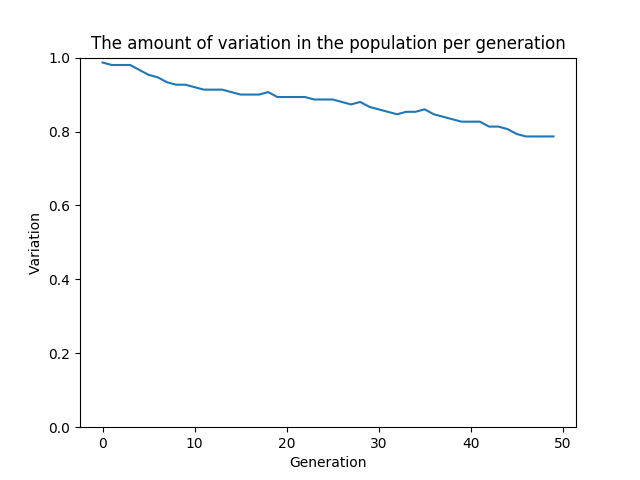 The amount of variation in the population per generation
1.0
0.8
0.6
0.4
0.2
0.0
Variation
0 10 20 30 40 50
Generation